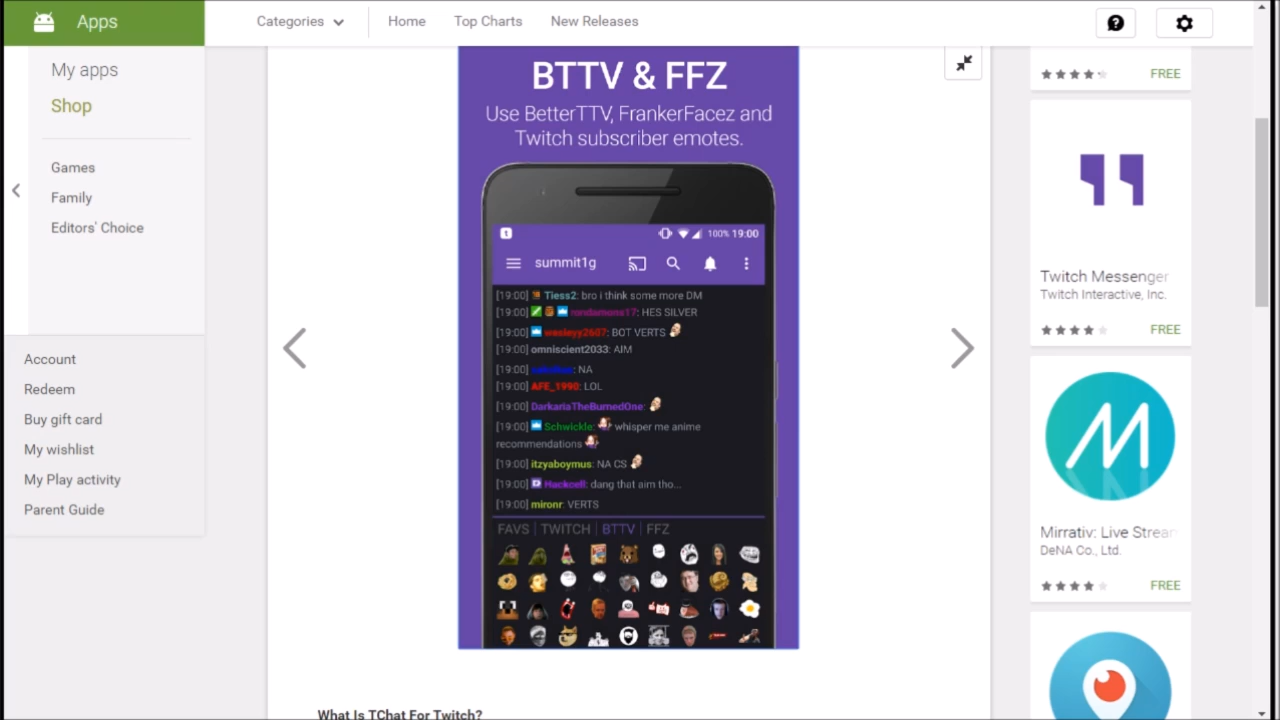 Apps
Categories
Home
Top Charts
New Releases
My apps
Shop
Games
Family
Editors' Choice
Account
Redeem
Buy gift card
My wishlist
My Play activity
Parent Guide
BTTV & FFZ
Use BetterTTV, FrankerFacez and
Twitch subscriber emotes.
t
100% 19:00
summit1g
[19:00] Tiess2: bro i think some more DM
[19:00] rondamons17: HES SILVER
[19:00] wesleyy2607: BOT VERTS
[19:00] omniscient2033: AIM
[19:00] : NA
[19:00] AFE_1990: LOL
[19:00] DarkariaTheBurnedOne:
[19:00] Schwickle: whisper me anime
recommendations
[19:00] itzyaboymus: NA CS
[19:00] Hackcell: dang that aim tho...
[19:00] mironr: VERTS
FAVS | TWITCH | BTTV | FFZ
What Is TChat For Twitch?
FREE
Twitch Messenger
Twitch Interactive, Inc.
FREE
Mirrativ: Live Strea
DeNA Co., Ltd.
FREE